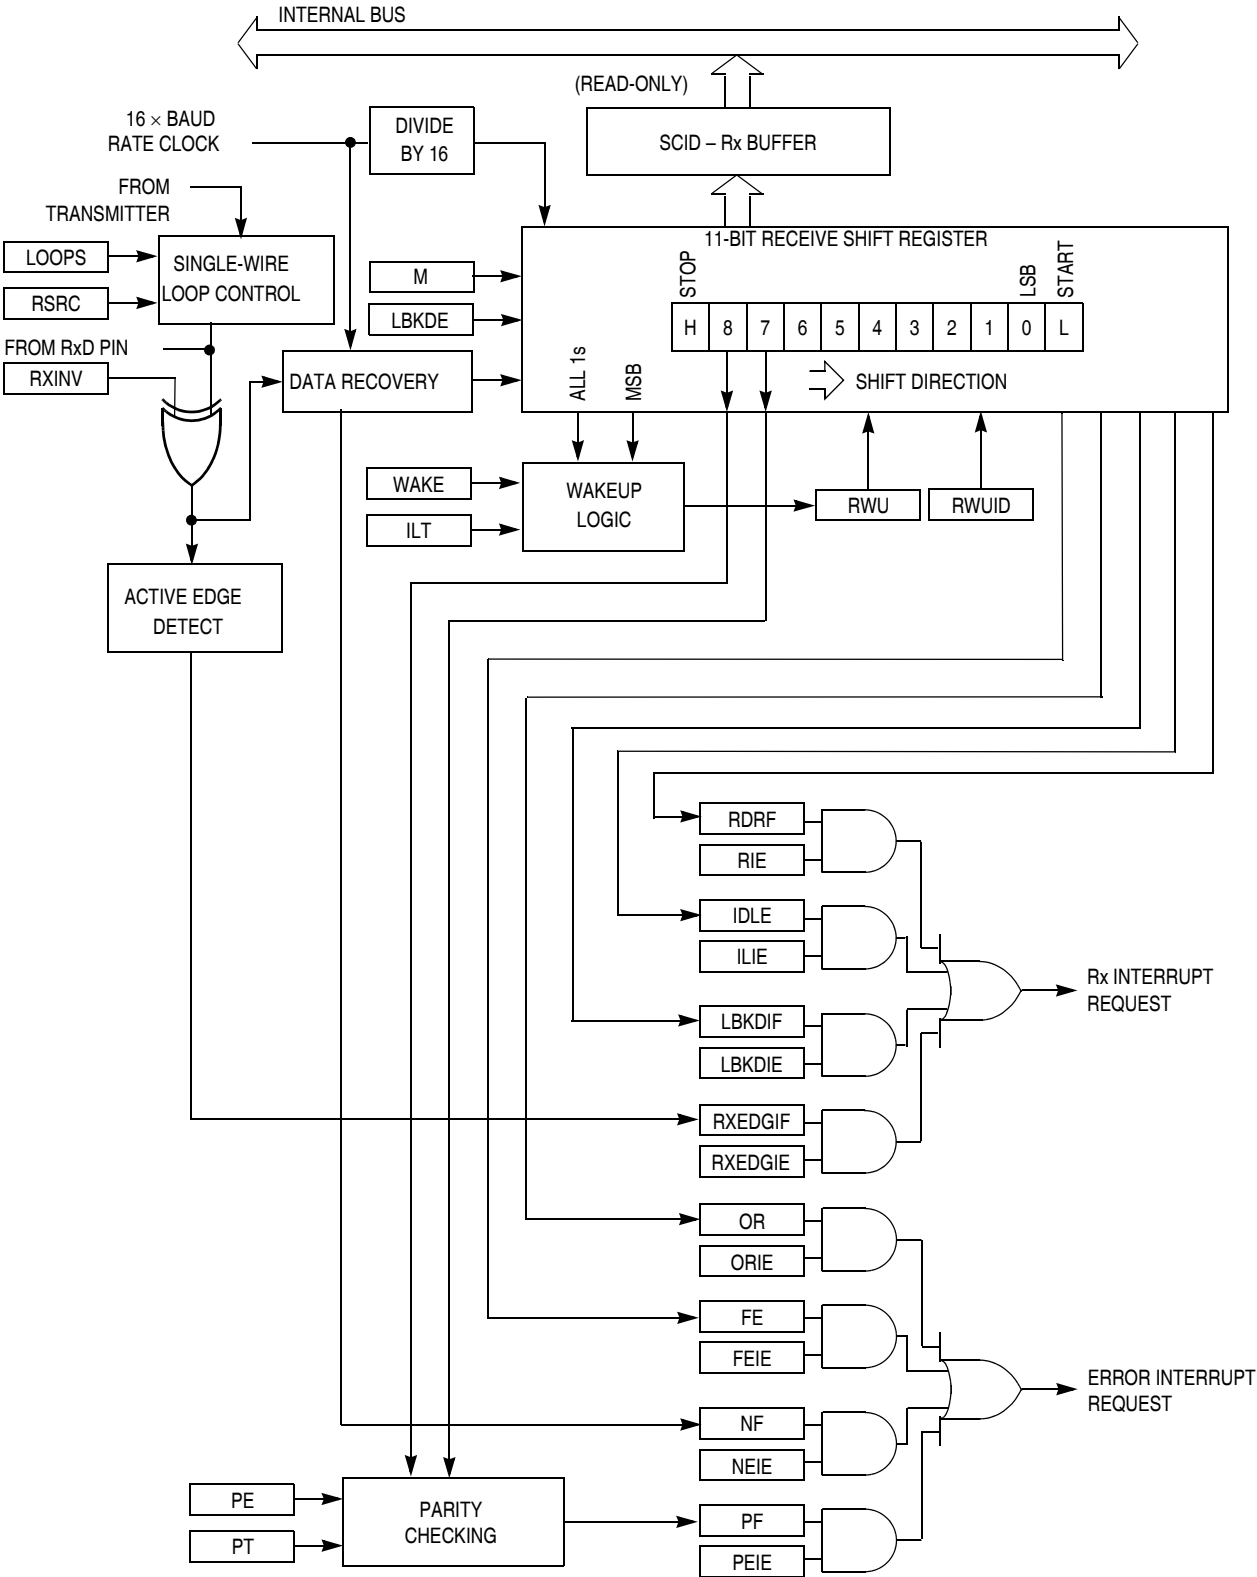 INTERNAL BUS
(READ-ONLY)
16 × BAUD
RATE CLOCK
DIVIDE
BY 16
SCID – Rx BUFFER
FROM
TRANSMITTER
11-BIT RECEIVE SHIFT REGISTER
LOOPS
RSRC
SINGLE-WIRE
LOOP CONTROL
M
LBKDE
STOP
LSB
START
H 8 7 6 5 4 3 2 1 0 L
FROM RxD PIN
RXINV
DATA RECOVERY
ALL 1s
MSB
SHIFT DIRECTION
WAKE
ILT
WAKEUP
LOGIC
RWU
RWUID
ACTIVE EDGE
DETECT
RDRF
RIE
IDLE
ILIE
Rx INTERRUPT
REQUEST
LBKDIF
LBKDIE
RXEDGIF
RXEDGIE
OR
ORIE
FE
FEIE
ERROR INTERRUPT
REQUEST
NF
NEIE
PE
PT
PARITY
CHECKING
PF
PEIE